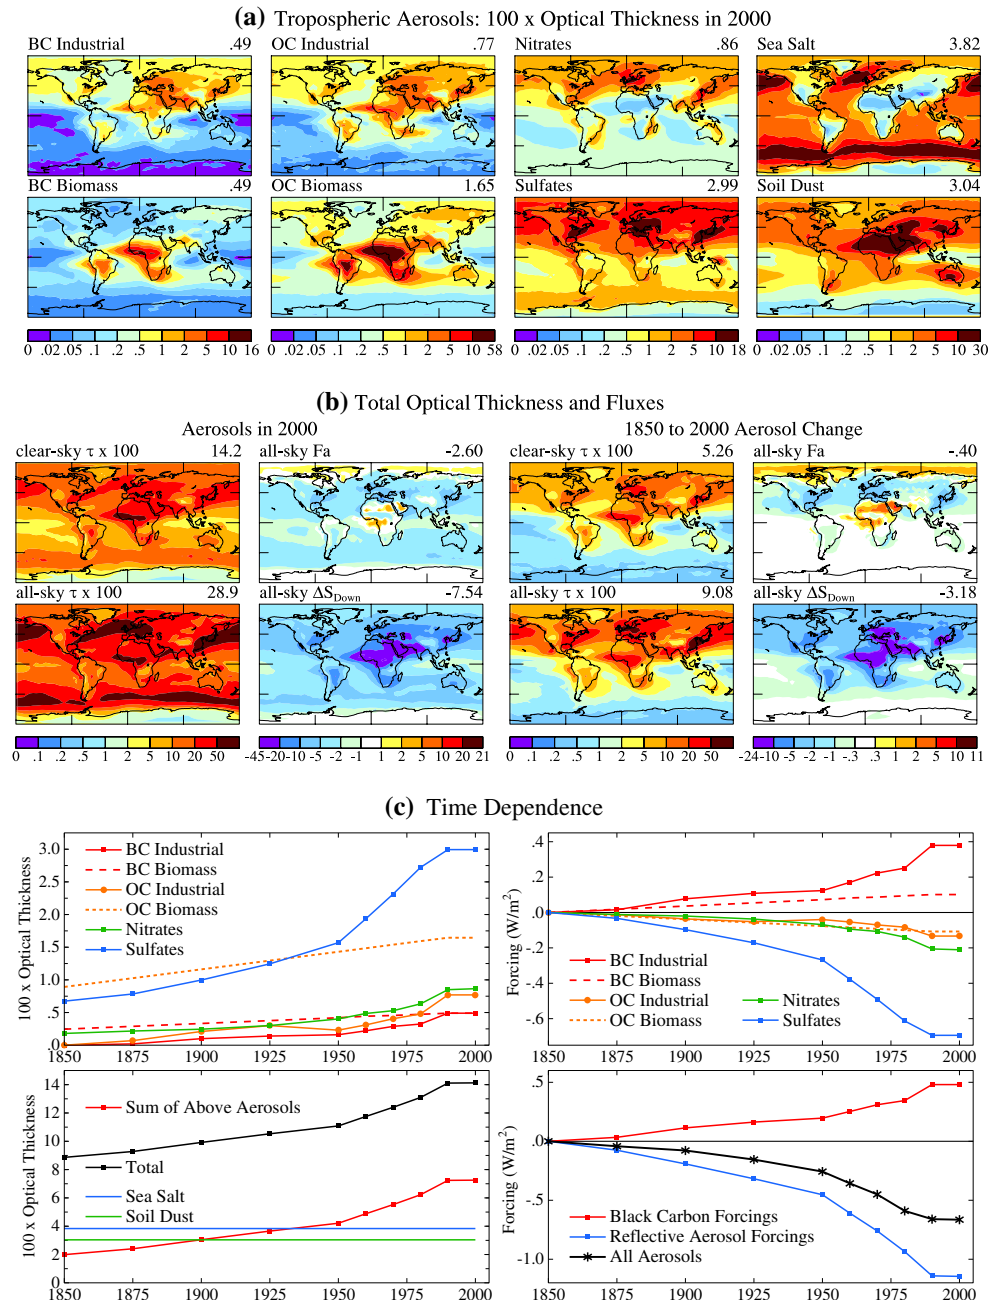 (a) Tropospheric Aerosols: 100 x Optical Thickness in 2000
BC Industrial .49
OC Industrial .77
Nitrates .86
Sea Salt 3.82
BC Biomass .49
OC Biomass 1.65
Sulfates 2.99
Soil Dust 3.04
0 .02 .05 .1 .2 .5 1 2 5 10 16
0 .02 .05 .1 .2 .5 1 2 5 10 58
0 .02 .05 .1 .2 .5 1 2 5 10 18
0 .02 .05 .1 .2 .5 1 2 5 10 30
(b) Total Optical Thickness and Fluxes
Aerosols in 2000
1850 to 2000 Aerosol Change
clear-sky τ x 100 14.2
all-sky Fa -2.60
clear-sky τ x 100 5.26
all-sky Fa -.40
all-sky τ x 100 28.9
all-sky ΔSDown -7.54
all-sky τ x 100 9.08
all-sky ΔSDown -3.18
0 .1 .2 .5 1 2 5 10 20 50
-45 -20 -10 -5 -2 -1 1 2 5 10 20 21
0 .1 .2 .5 1 2 5 10 20 50
-24 -10 -5 -2 -1 -.3 .3 1 2 5 10 11
(c) Time Dependence
100 x Optical Thickness
3.0
2.5
2.0
1.5
1.0
.5
0
BC Industrial
BC Biomass
OC Industrial
OC Biomass
Nitrates
Sulfates
1850 1875 1900 1925 1950 1975 2000
Forcing (W/m²)
.4
.2
.0
-.2
-.4
-.6
BC Industrial
BC Biomass
OC Industrial
OC Biomass
Nitrates
Sulfates
1850 1875 1900 1925 1950 1975 2000
100 x Optical Thickness
14
12
10
8
6
4
2
0
Sum of Above Aerosols
Total
Sea Salt
Soil Dust
1850 1875 1900 1925 1950 1975 2000
Forcing (W/m²)
.5
.0
-.5
-1.0
Black Carbon Forcings
Reflective Aerosol Forcings
All Aerosols
1850 1875 1900 1925 1950 1975 2000